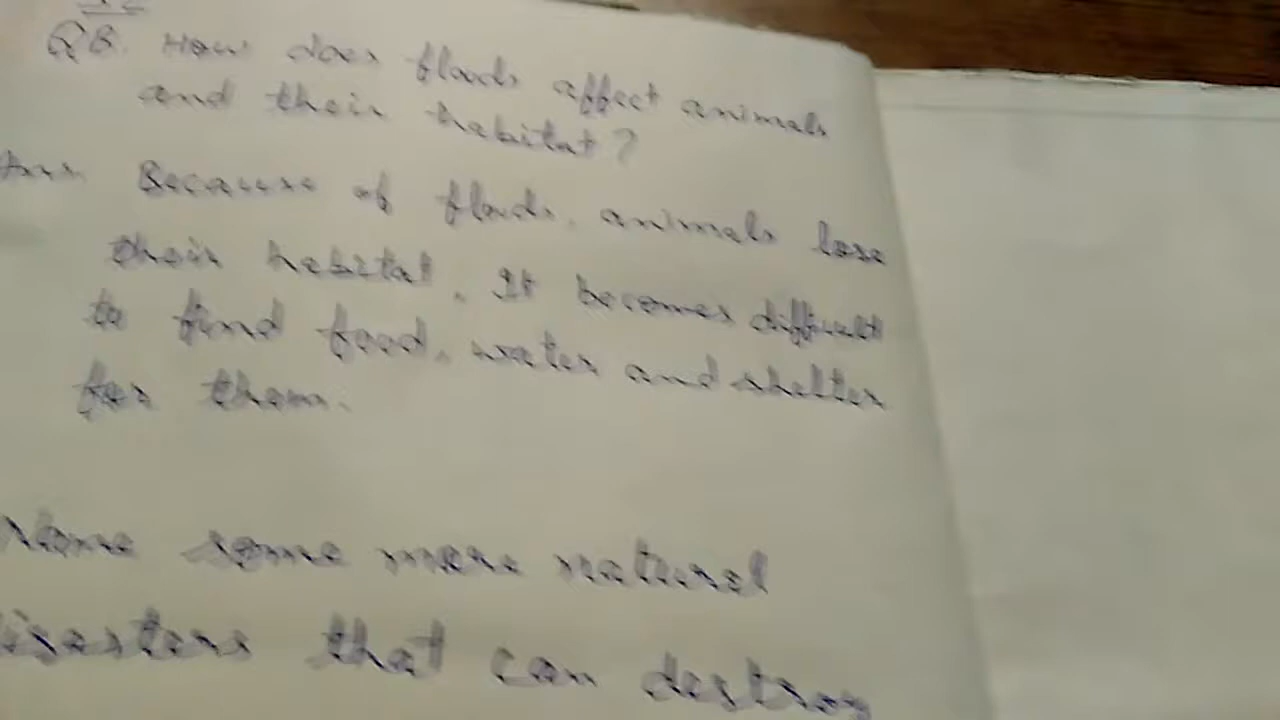 Q8. How does floods affect animals
and their habitat?
Ans. Because of floods, animals lose
their habitat. It becomes difficult
to find food, water and shelter
for them.
Name some more natural
disasters that can destroy